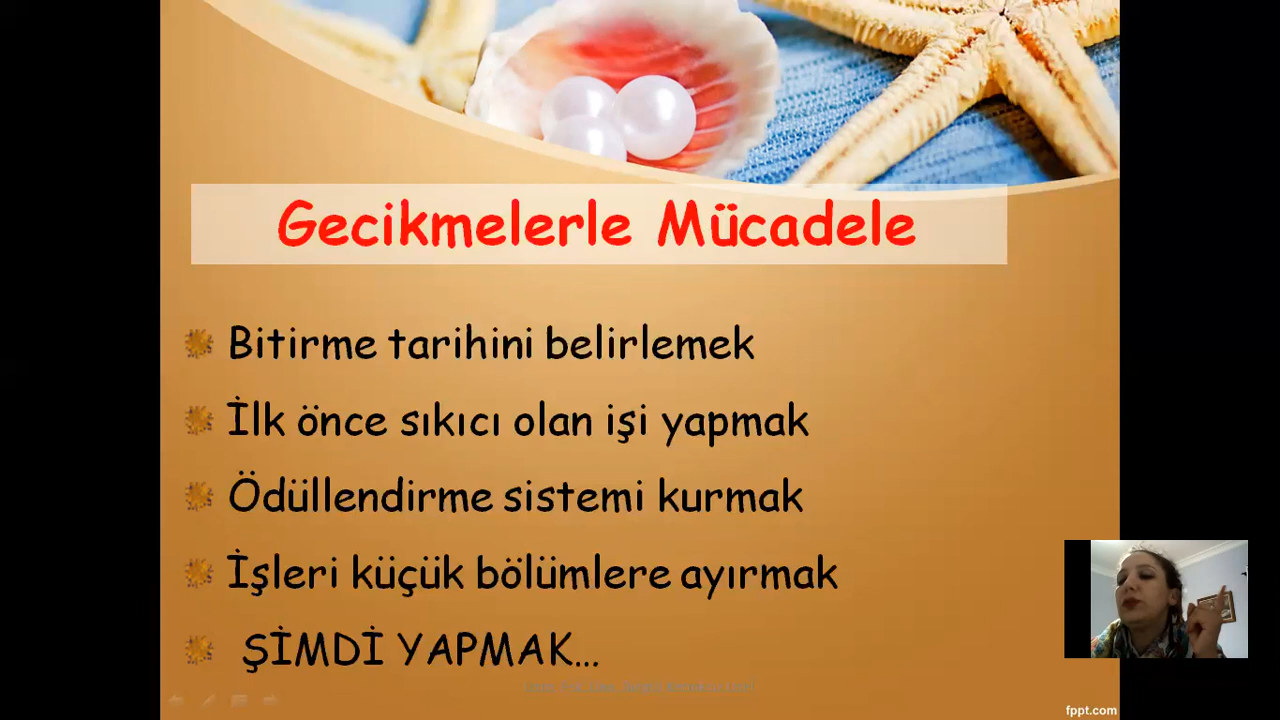 Gecikmelerle Mücadele
Bitirme tarihini belirlemek
İlk önce sıkıcı olan işi yapmak
Ödüllendirme sistemi kurmak
İşleri küçük bölümlere ayırmak
ŞİMDİ YAPMAK...
fppt.com